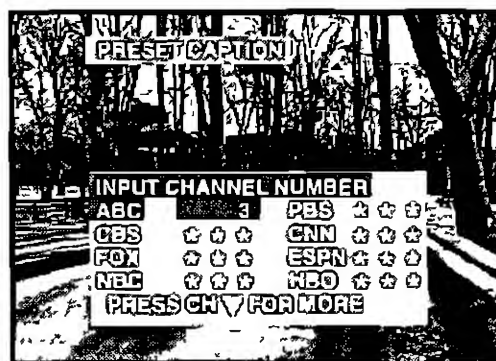 PRESET CAPTION
INPUT CHANNEL NUMBER
ABC 3 PBS ★ ★ ★
CBS ★ ★ ★ CNN ★ ★ ★
FOX ★ ★ ★ ESPN ★ ★ ★
NBC ★ ★ ★ HBO ★ ★ ★
PRESS CH ▽ FOR MORE